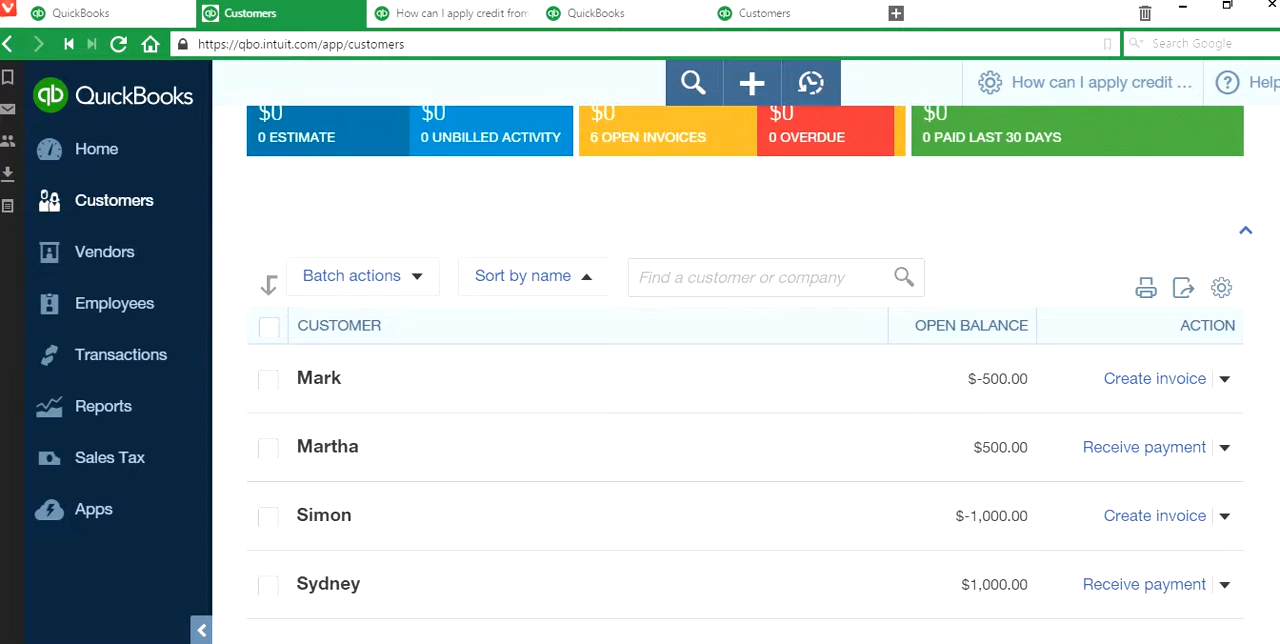 QuickBooks
Customers
How can I apply credit from
QuickBooks
Customers
https://qbo.intuit.com/app/customers
Search Google
qb QuickBooks
How can I apply credit ...
Help
Home
Customers
Vendors
Employees
Transactions
Reports
Sales Tax
Apps
$0
0 ESTIMATE
$0
0 UNBILLED ACTIVITY
$0
6 OPEN INVOICES
$0
0 OVERDUE
$0
0 PAID LAST 30 DAYS
Batch actions
Sort by name
Find a customer or company
CUSTOMER OPEN BALANCE ACTION
Mark $-500.00 Create invoice
Martha $500.00 Receive payment
Simon $-1,000.00 Create invoice
Sydney $1,000.00 Receive payment